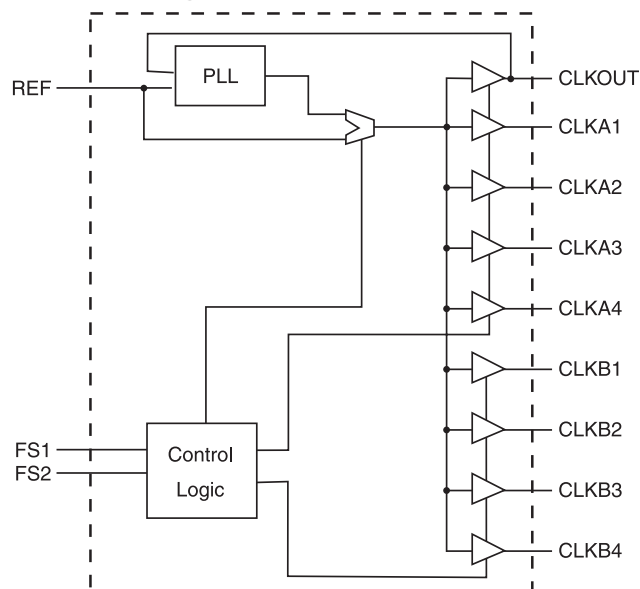 PLL
REF
CLKOUT
CLKA1
CLKA2
CLKA3
CLKA4
CLKB1
CLKB2
CLKB3
CLKB4
FS1
FS2
Control
Logic